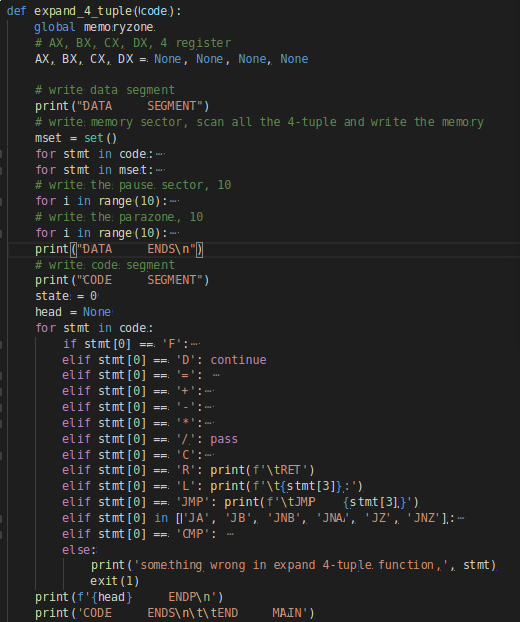 def expand_4_tuple(code):
    global memoryzone
    # AX, BX, CX, DX, 4 register
    AX, BX, CX, DX = None, None, None, None

    # write data segment
    print("DATA     SEGMENT")
    # write memory sector, scan all the 4-tuple and write the memory
    mset = set()
    for stmt in code:⋯
    for stmt in mset:⋯
    # write the pause sector, 10
    for i in range(10):⋯
    # write the parazone, 10
    for i in range(10):⋯
    print("DATA     ENDS\n")
    # write code segment
    print("CODE     SEGMENT")
    state = 0
    head = None
    for stmt in code:
        if stmt[0] == 'F':⋯
        elif stmt[0] == 'D': continue
        elif stmt[0] == '=': ⋯
        elif stmt[0] == '+':⋯
        elif stmt[0] == '-':⋯
        elif stmt[0] == '*':⋯
        elif stmt[0] == '/': pass
        elif stmt[0] == 'C':⋯
        elif stmt[0] == 'R': print(f'\tRET')
        elif stmt[0] == 'L': print(f'\t{stmt[3]}:')
        elif stmt[0] == 'JMP': print(f'\tJMP    {stmt[3]}')
        elif stmt[0] in ['JA', 'JB', 'JNB', 'JNA', 'JZ', 'JNZ']:⋯
        elif stmt[0] == 'CMP': ⋯
        else:
            print('something wrong in expand 4-tuple function,', stmt)
            exit(1)
    print(f'{head}     ENDP\n')
    print('CODE     ENDS\n\t\tEND     MAIN')